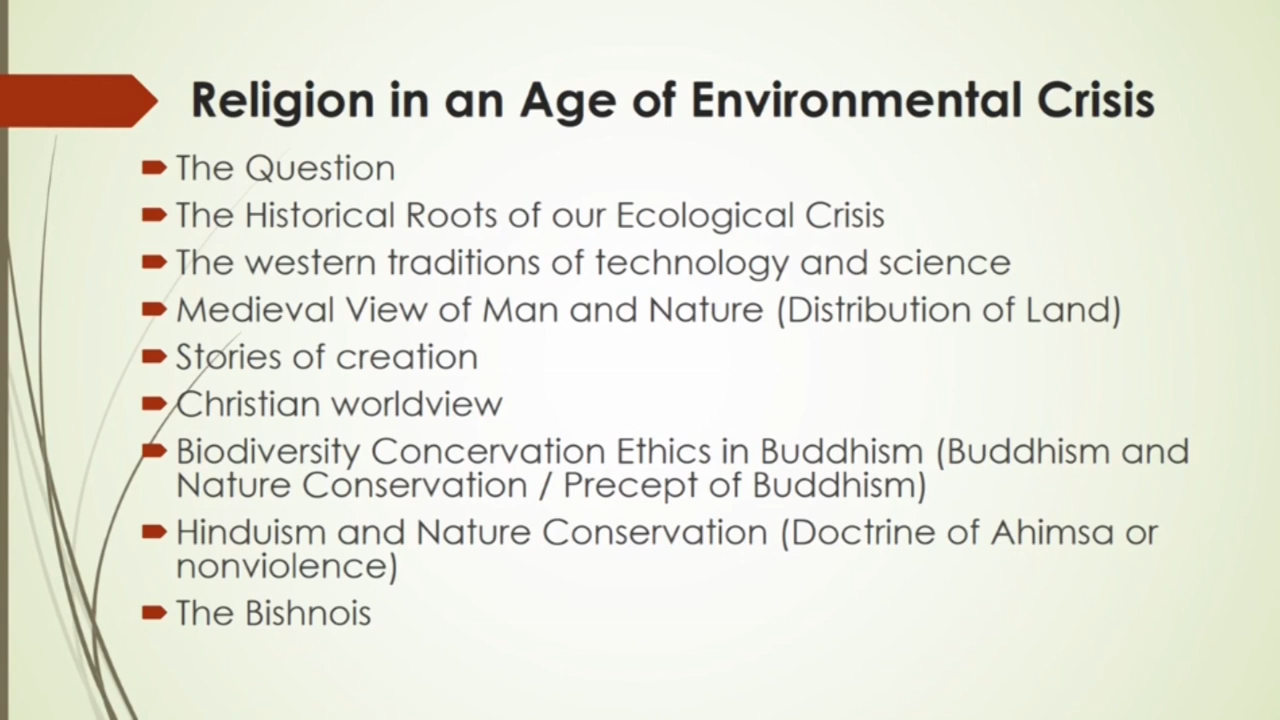 Religion in an Age of Environmental Crisis
The Question
The Historical Roots of our Ecological Crisis
The western traditions of technology and science
Medieval View of Man and Nature (Distribution of Land)
Stories of creation
Christian worldview
Biodiversity Concervation Ethics in Buddhism (Buddhism and
Nature Conservation / Precept of Buddhism)
Hinduism and Nature Conservation (Doctrine of Ahimsa or
nonviolence)
The Bishnois